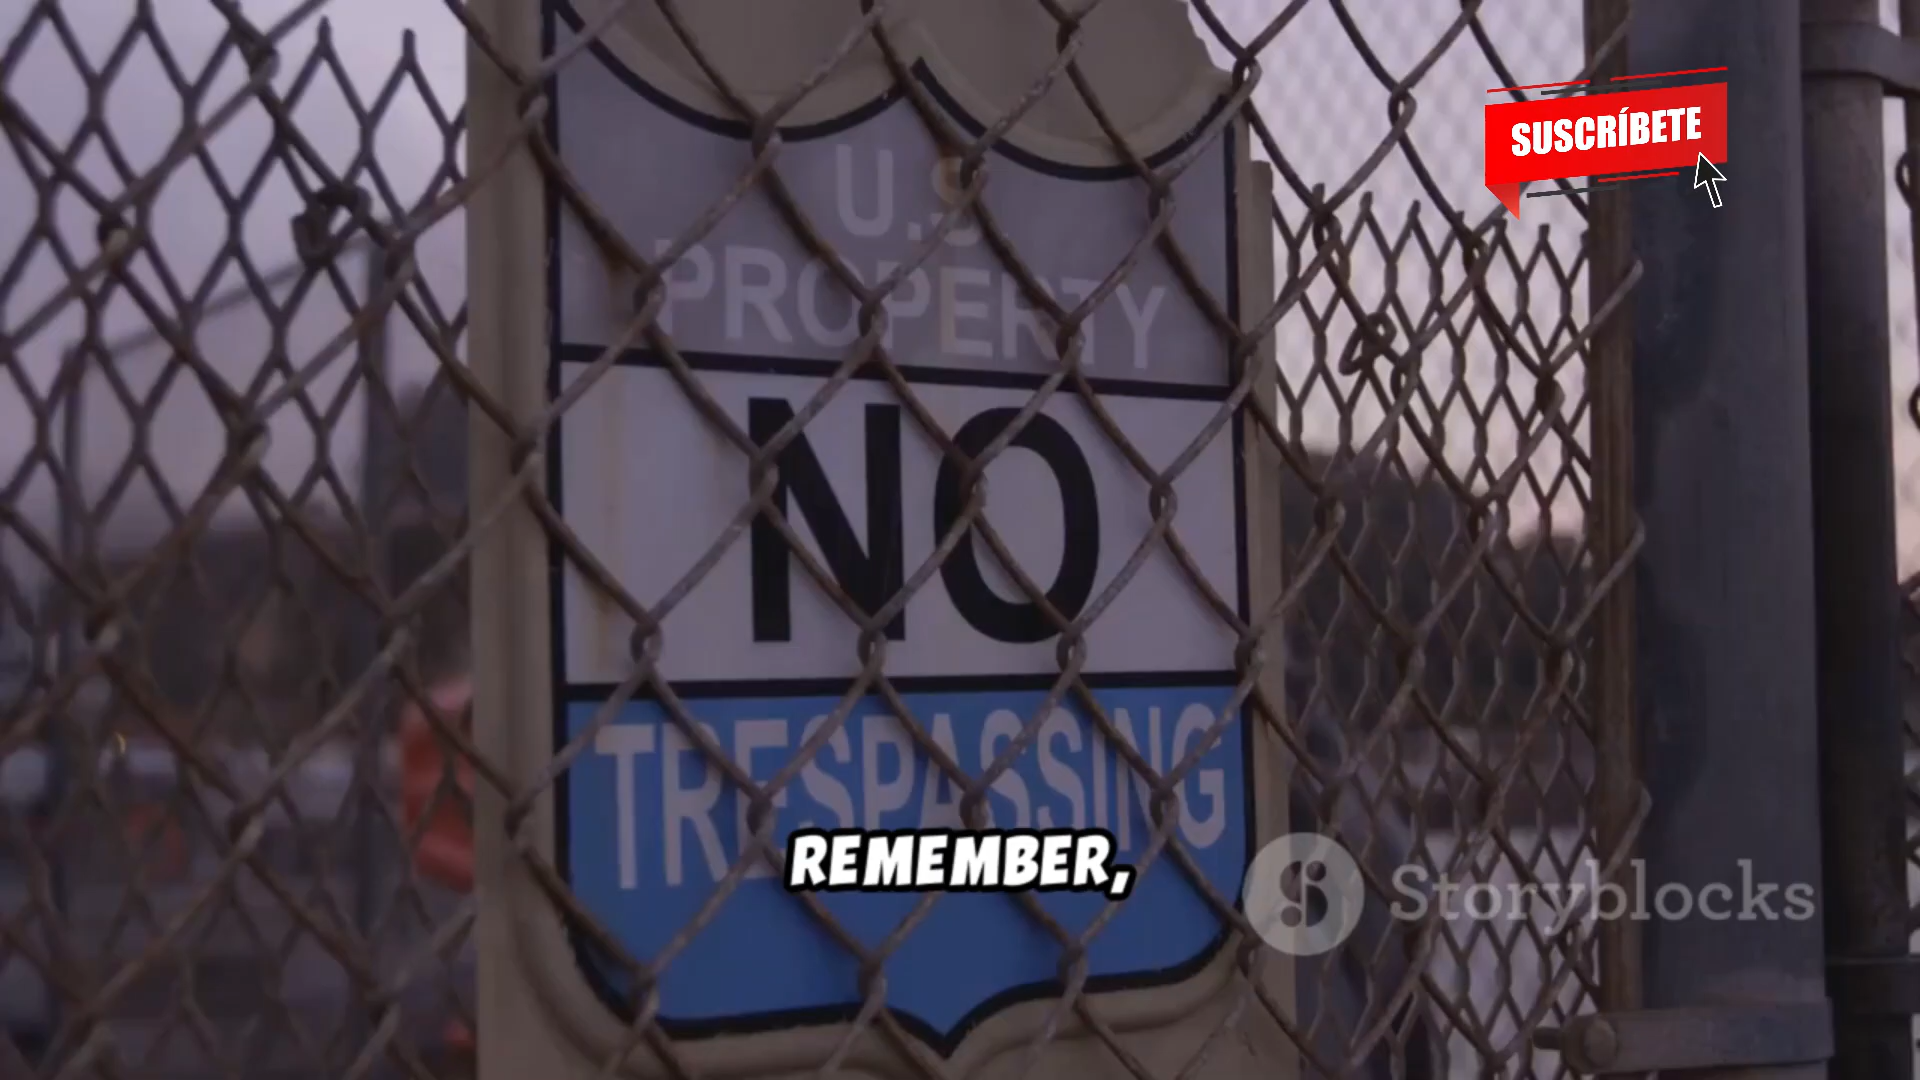 SUSCRÍBETE
U.S
PROPERTY
NO
TRESPASSING
REMEMBER,
Storyblocks